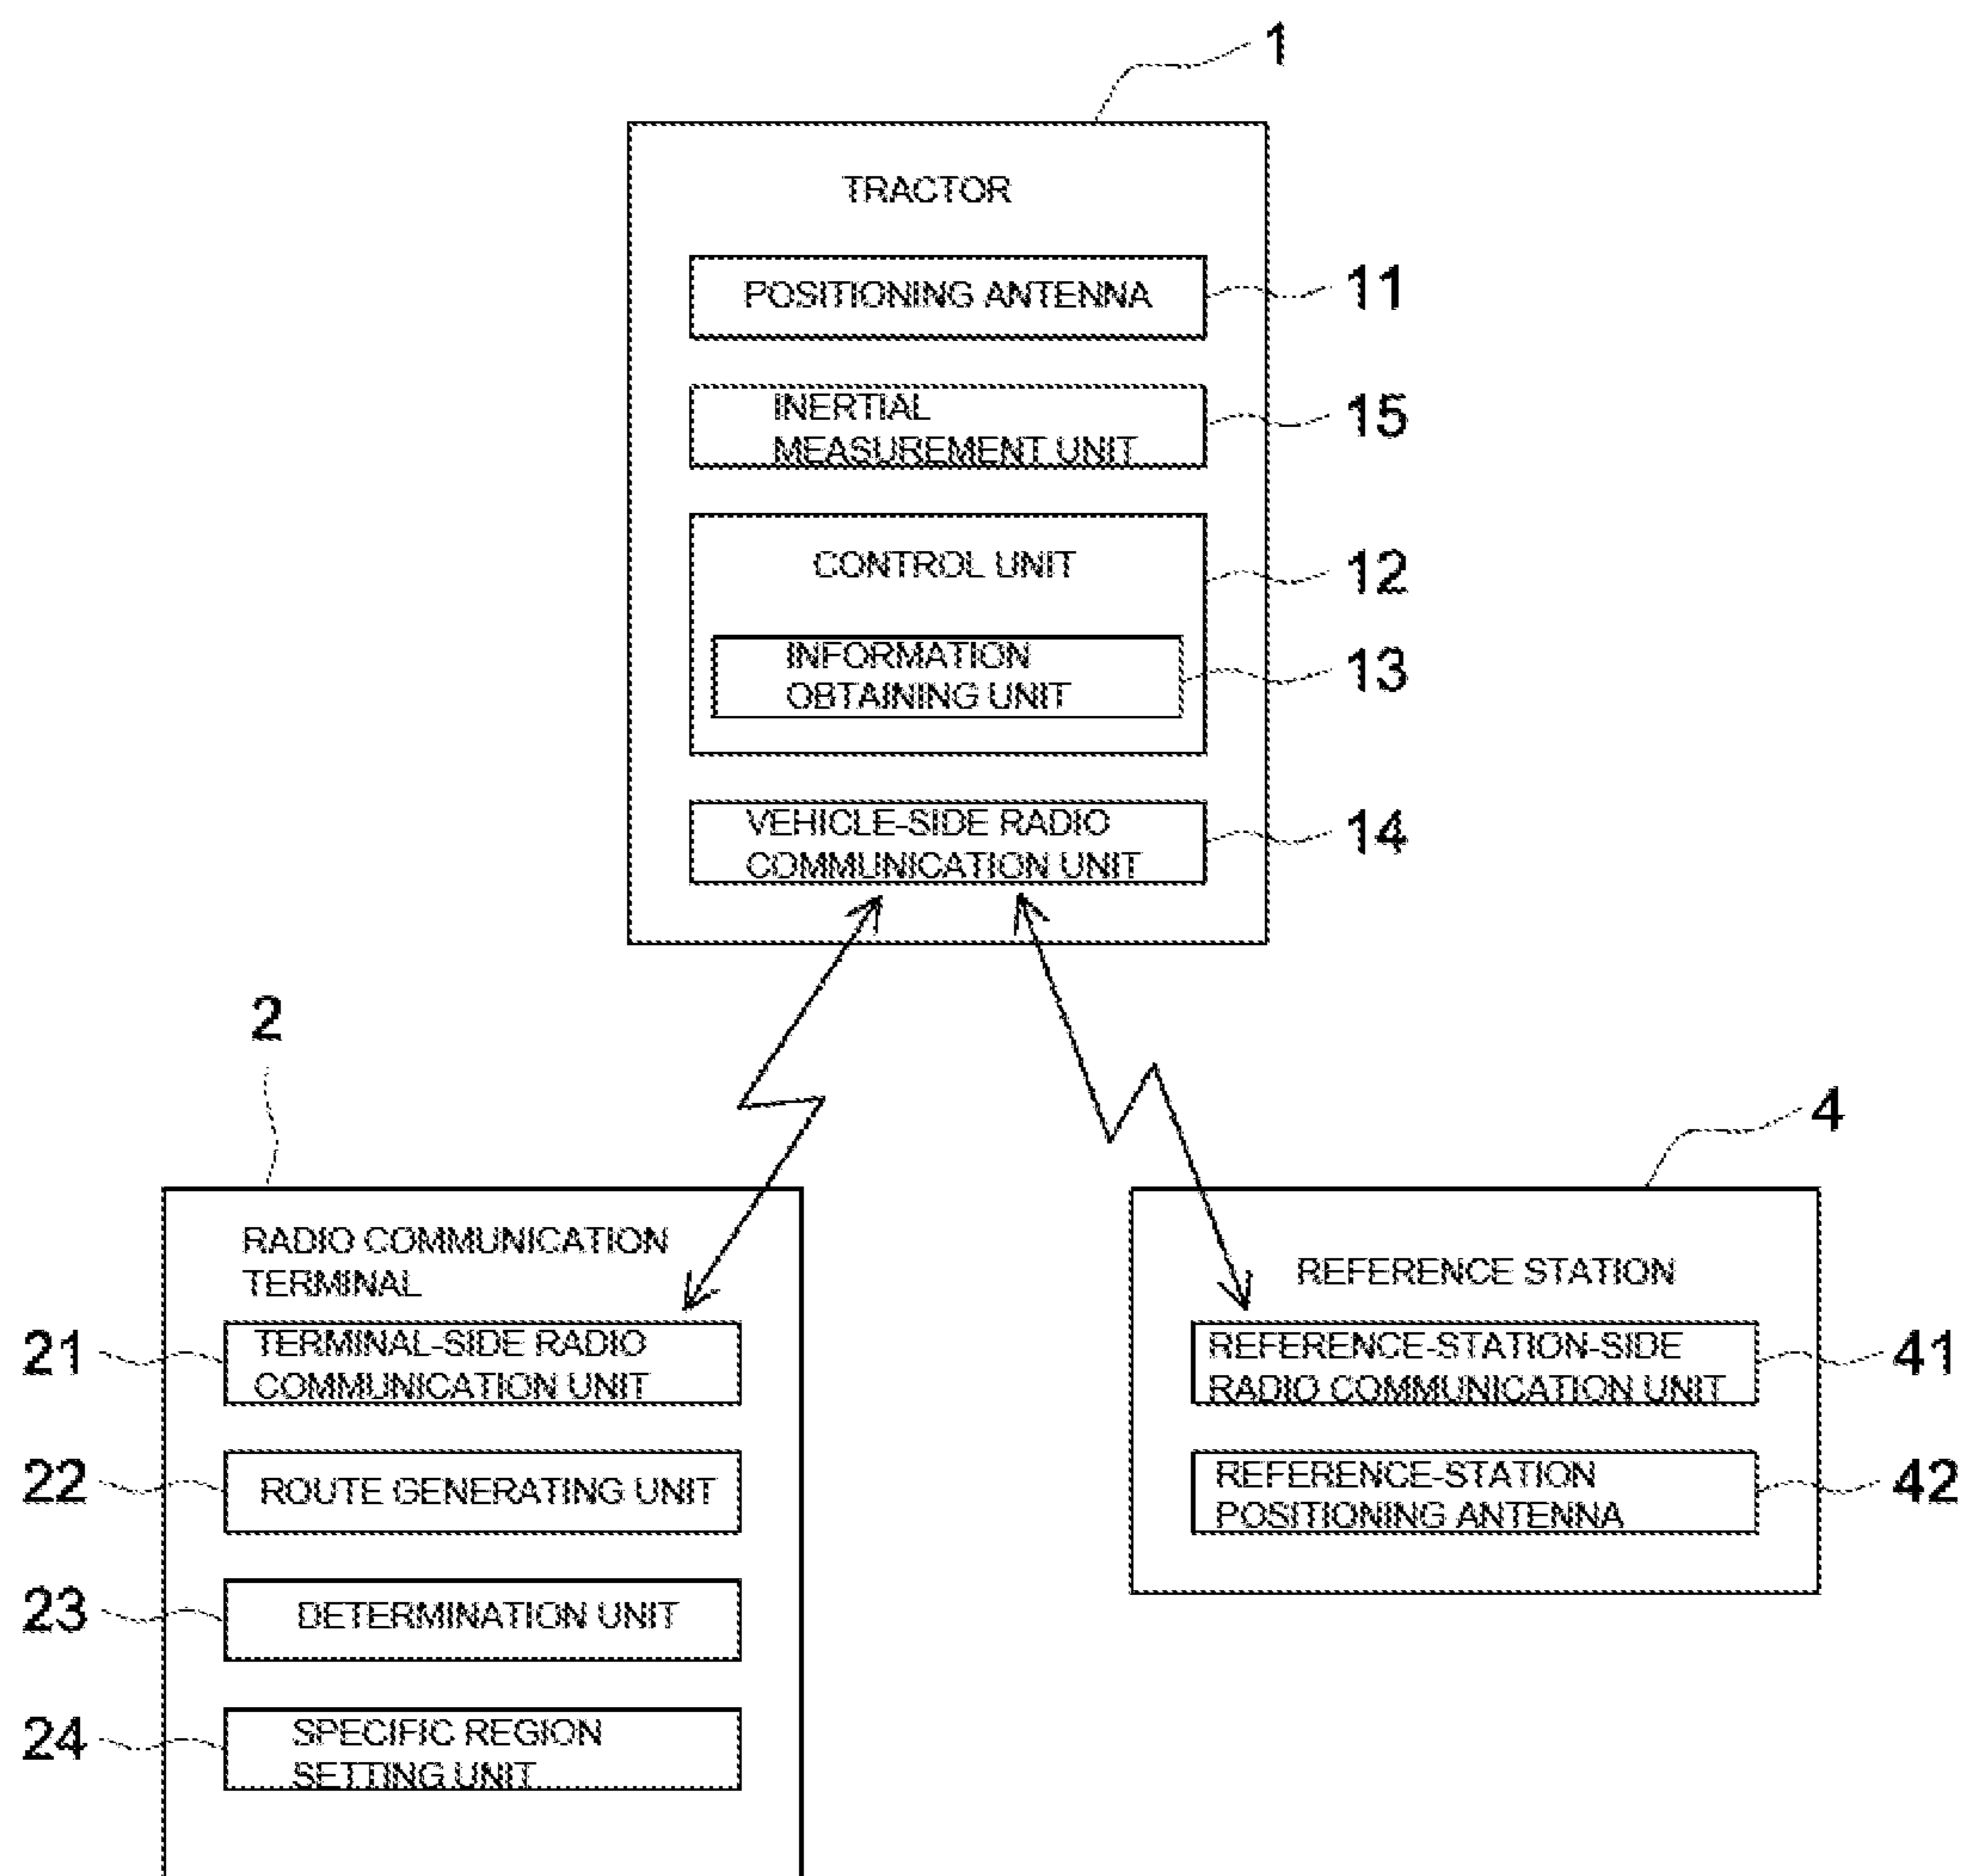 1
TRACTOR
POSITIONING ANTENNA
11
INERTIAL
MEASUREMENT UNIT
15
CONTROL UNIT
12
INFORMATION
OBTAINING UNIT
13
VEHICLE-SIDE RADIO
COMMUNICATION UNIT
14
2
RADIO COMMUNICATION
TERMINAL
21
TERMINAL-SIDE RADIO
COMMUNICATION UNIT
22
ROUTE GENERATING UNIT
23
DETERMINATION UNIT
24
SPECIFIC REGION
SETTING UNIT
4
REFERENCE STATION
REFERENCE-STATION-SIDE
RADIO COMMUNICATION UNIT
41
REFERENCE-STATION
POSITIONING ANTENNA
42